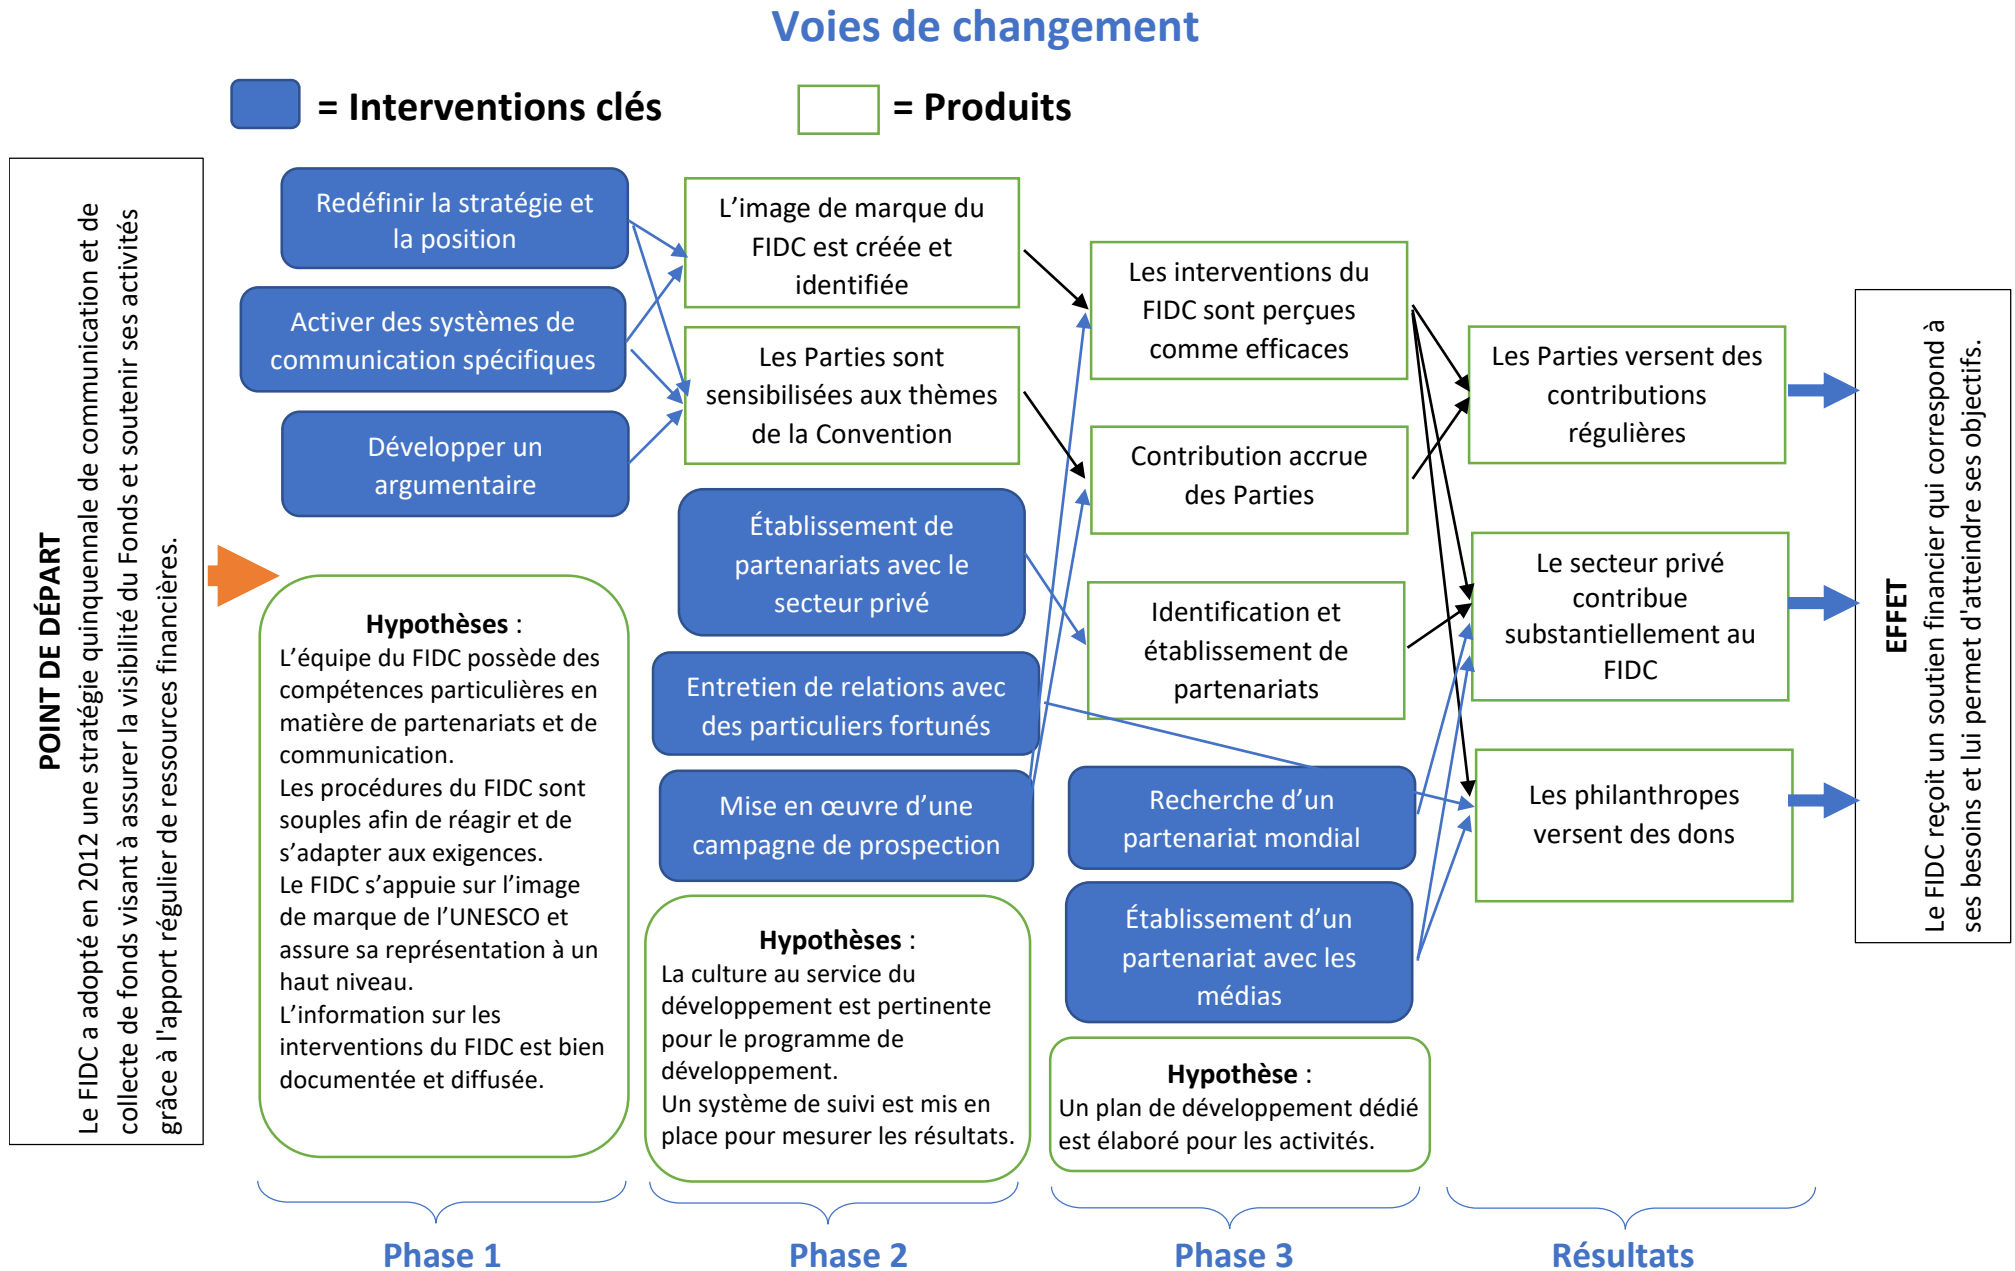 Voies de changement
= Interventions clés
= Produits
POINT DE DÉPART
Le FIDC a adopté en 2012 une stratégie quinquennale de communication et de
collecte de fonds visant à assurer la visibilité du Fonds et soutenir ses activités
grâce à l'apport régulier de ressources financières.
Redéfinir la stratégie et
la position
Activer des systèmes de
communication spécifiques
Développer un
argumentaire
Hypothèses :
L’équipe du FIDC possède des
compétences particulières en
matière de partenariats et de
communication.
Les procédures du FIDC sont
souples afin de réagir et de
s’adapter aux exigences.
Le FIDC s’appuie sur l’image
de marque de l’UNESCO et
assure sa représentation à un
haut niveau.
L’information sur les
interventions du FIDC est bien
documentée et diffusée.
Phase 1
L’image de marque du
FIDC est créée et
identifiée
Les Parties sont
sensibilisées aux thèmes
de la Convention
Établissement de
partenariats avec le
secteur privé
Entretien de relations avec
des particuliers fortunés
Mise en œuvre d’une
campagne de prospection
Hypothèses :
La culture au service du
développement est pertinente
pour le programme de
développement.
Un système de suivi est mis en
place pour mesurer les résultats.
Phase 2
Les interventions du
FIDC sont perçues
comme efficaces
Contribution accrue
des Parties
Identification et
établissement de
partenariats
Recherche d’un
partenariat mondial
Établissement d’un
partenariat avec les
médias
Hypothèse :
Un plan de développement dédié
est élaboré pour les activités.
Phase 3
Les Parties versent des
contributions
régulières
Le secteur privé
contribue
substantiellement au
FIDC
Les philanthropes
versent des dons
Résultats
EFFET
Le FIDC reçoit un soutien financier qui correspond à
ses besoins et lui permet d'atteindre ses objectifs.